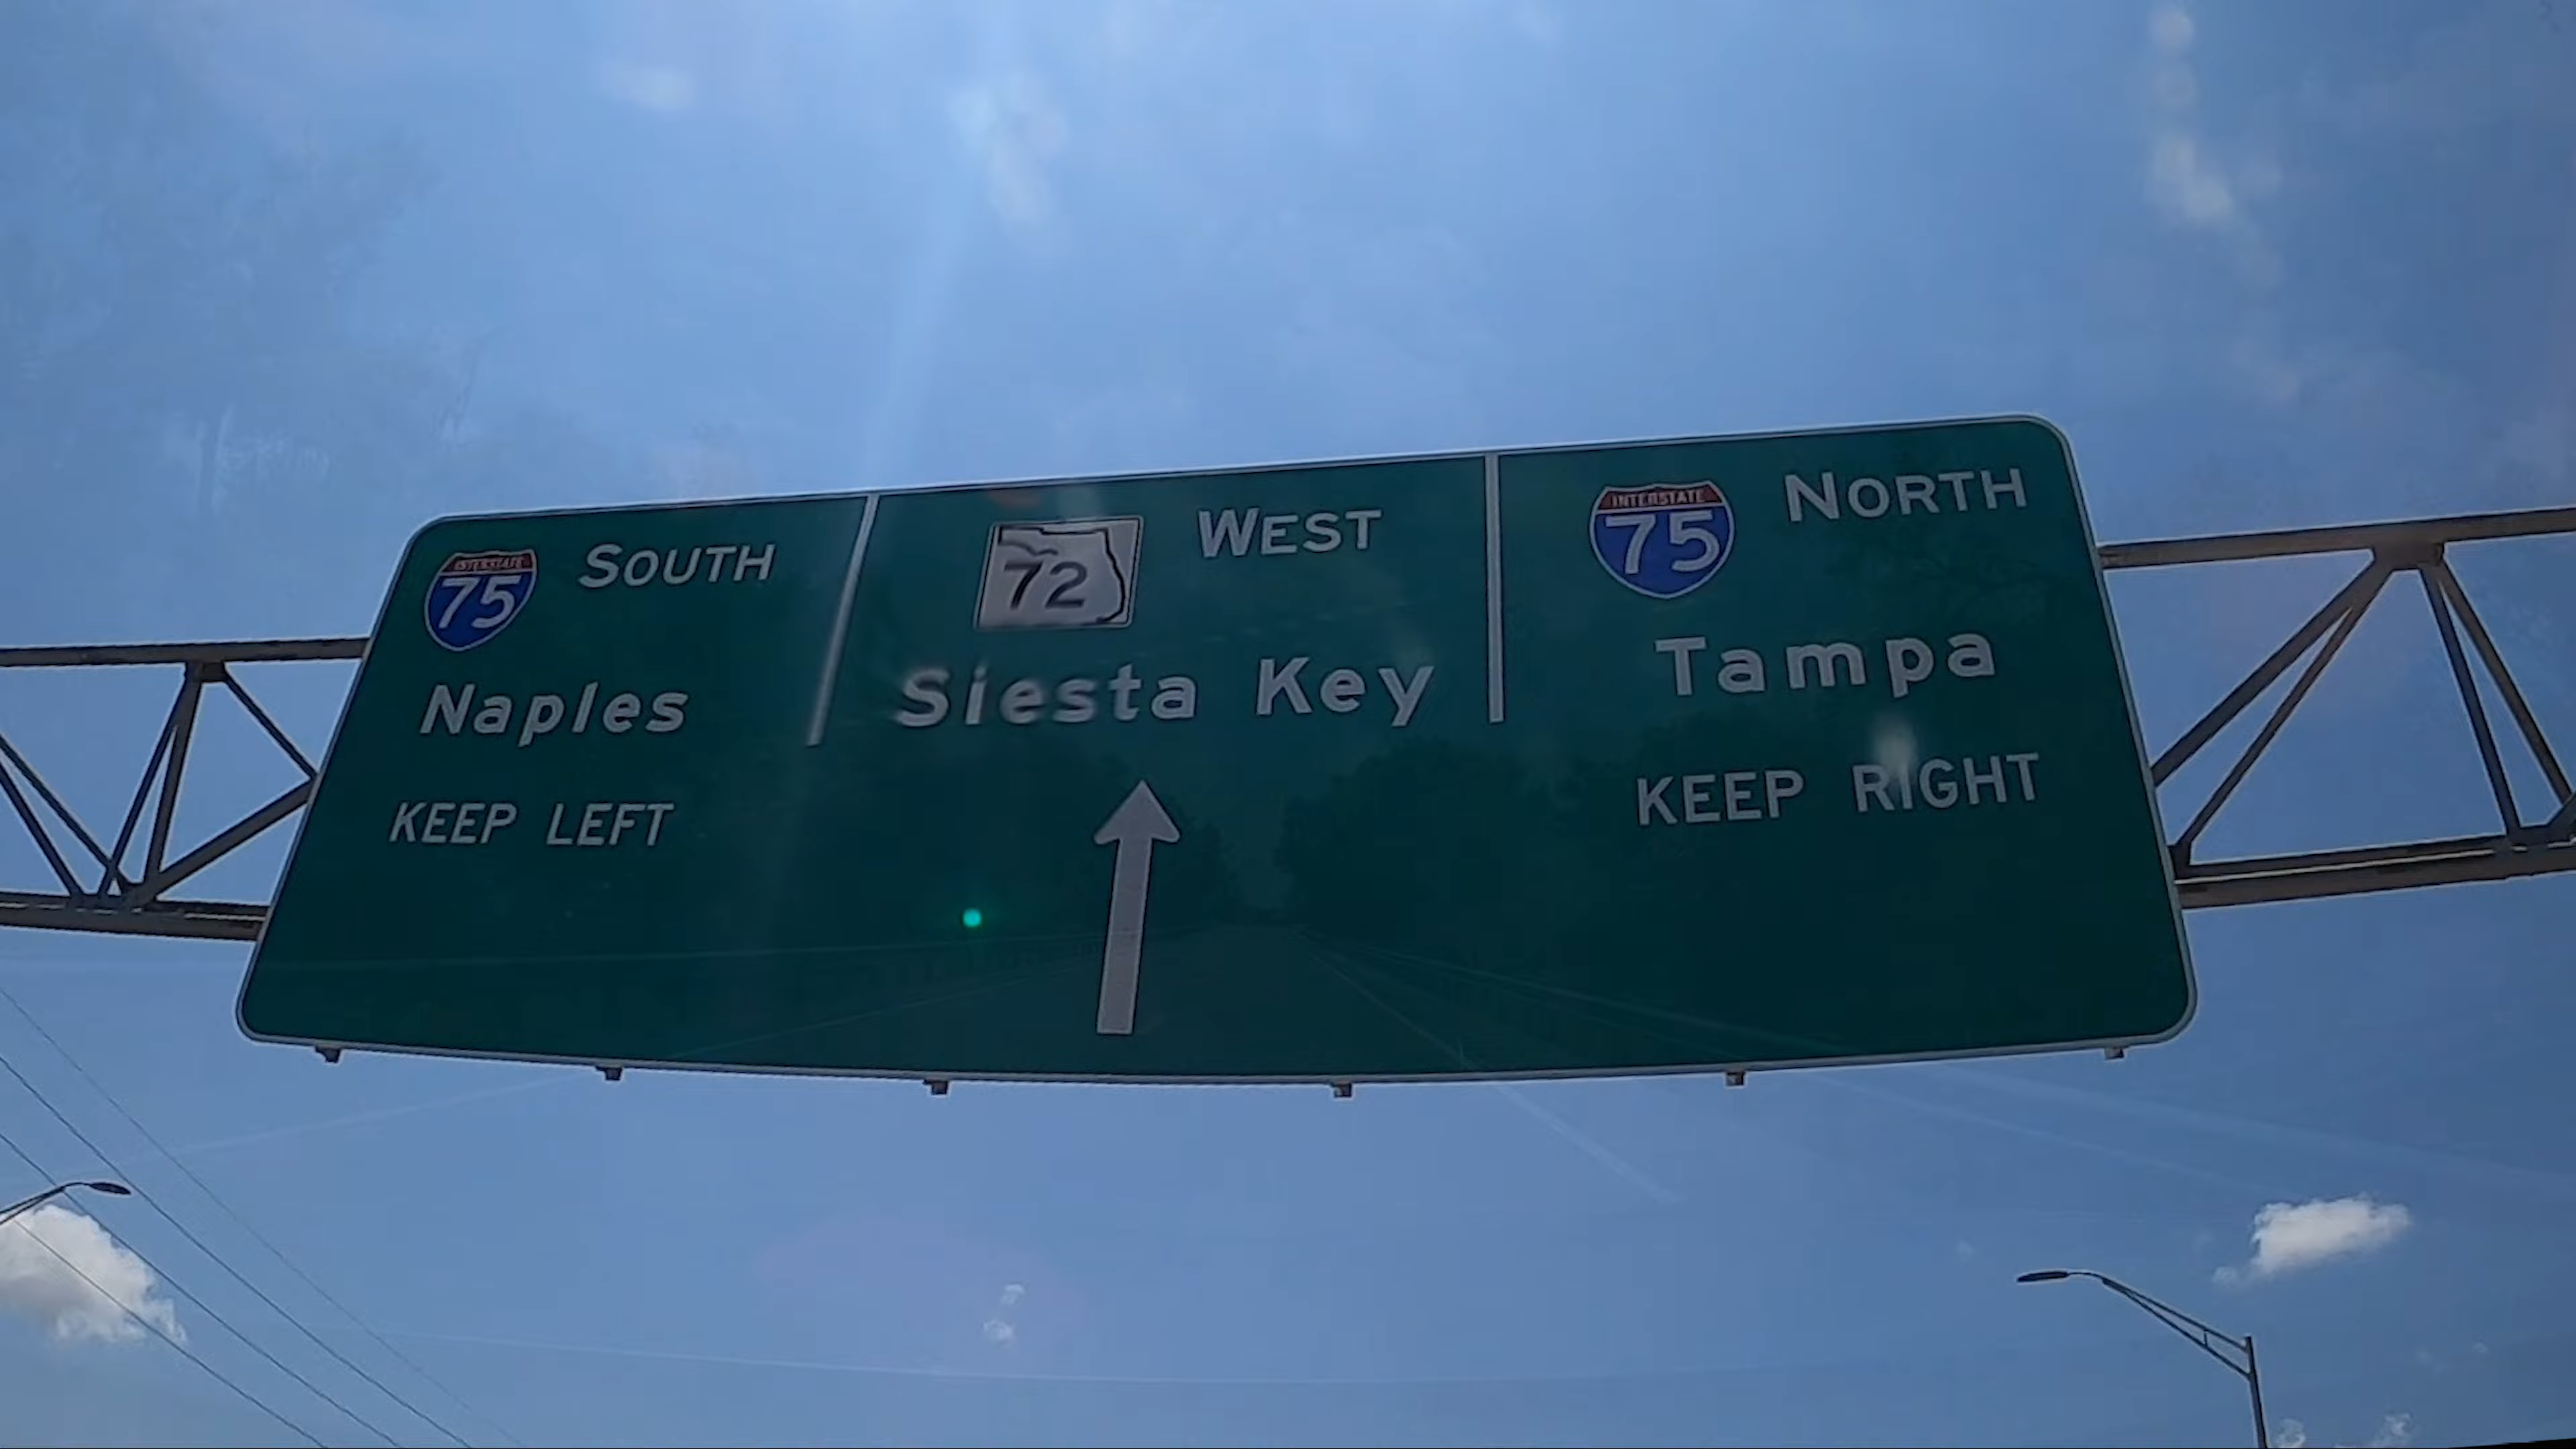 INTERSTATE
75
SOUTH
Naples
KEEP LEFT
72
WEST
Siesta Key
INTERSTATE
75
NORTH
Tampa
KEEP RIGHT